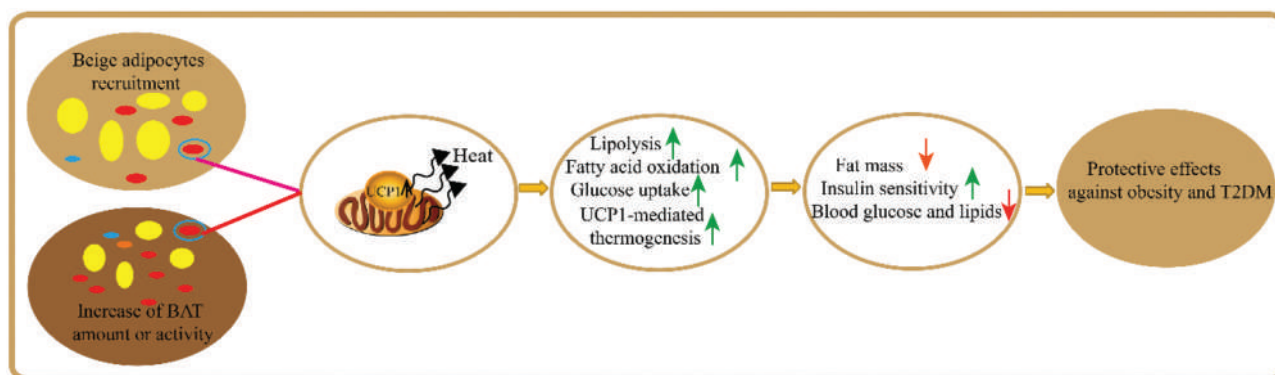 Beige adipocytes
recruitment
Increase of BAT
amount or activity
UCP1
Heat
Lipolysis
Fatty acid oxidation
Glucose uptake
UCP1-mediated
thermogenesis
Fat mass
Insulin sensitivity
Blood glucose and lipids
Protective effects
against obesity and T2DM